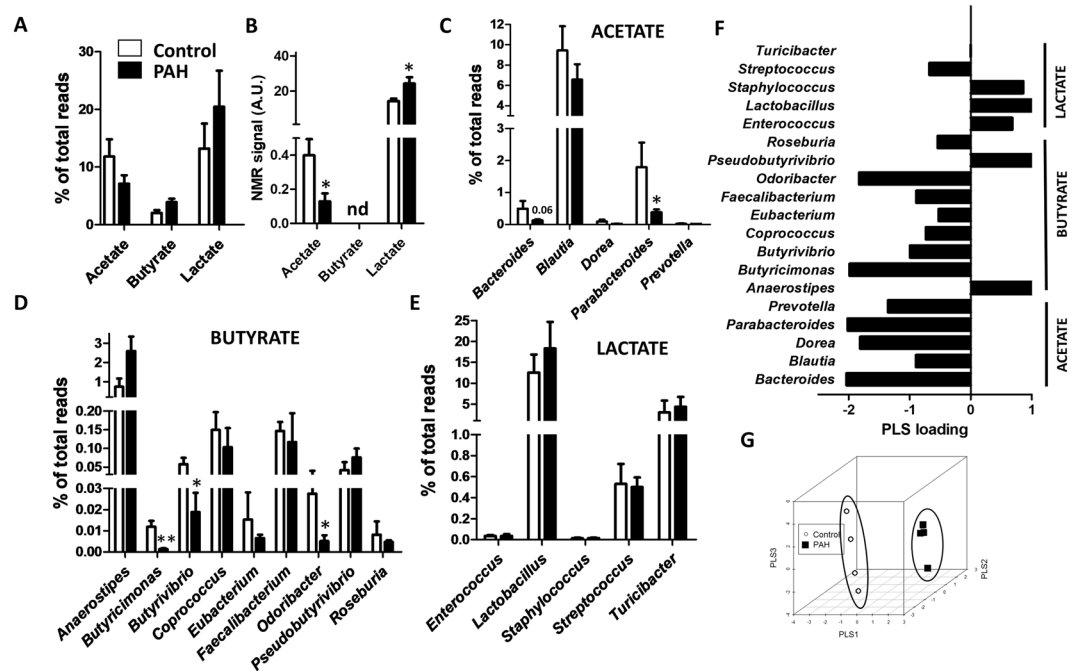 A
% of total reads
30
20
10
0
Control
PAH
Acetate
Butyrate
Lactate
B
NMR signal (A.U.)
40
20
0.4
0.2
0.0
*
nd
*
Acetate
Butyrate
Lactate
C
ACETATE
% of total reads
12
10
8
6
4
3
2
1
0
0.06
*
Bacteroides
Blautia
Dorea
Parabacteroides
Prevotella
D
BUTYRATE
% of total reads
3
2
1
0.20
0.15
0.10
0.05
0.03
0.02
0.01
0.00
**
*
*
Anaerostipes
Butyricimonas
Butyrivibrio
Coprococcus
Eubacterium
Faecalibacterium
Odoribacter
Pseudobutyrivibrio
Roseburia
E
LACTATE
% of total reads
25
20
15
10
5
1.0
0.8
0.6
0.4
0.2
0.0
Enterococcus
Lactobacillus
Staphylococcus
Streptococcus
Turicibacter
F
Turicibacter
Streptococcus
Staphylococcus
Lactobacillus
Enterococcus
Roseburia
Pseudobutyrivibrio
Odoribacter
Faecalibacterium
Eubacterium
Coprococcus
Butyrivibrio
Butyricimonas
Anaerostipes
Prevotella
Parabacteroides
Dorea
Blautia
Bacteroides
LACTATE
BUTYRATE
ACETATE
-2
-1
0
1
PLS loading
G
Control
PAH
PLS3
PLS1
PLS2